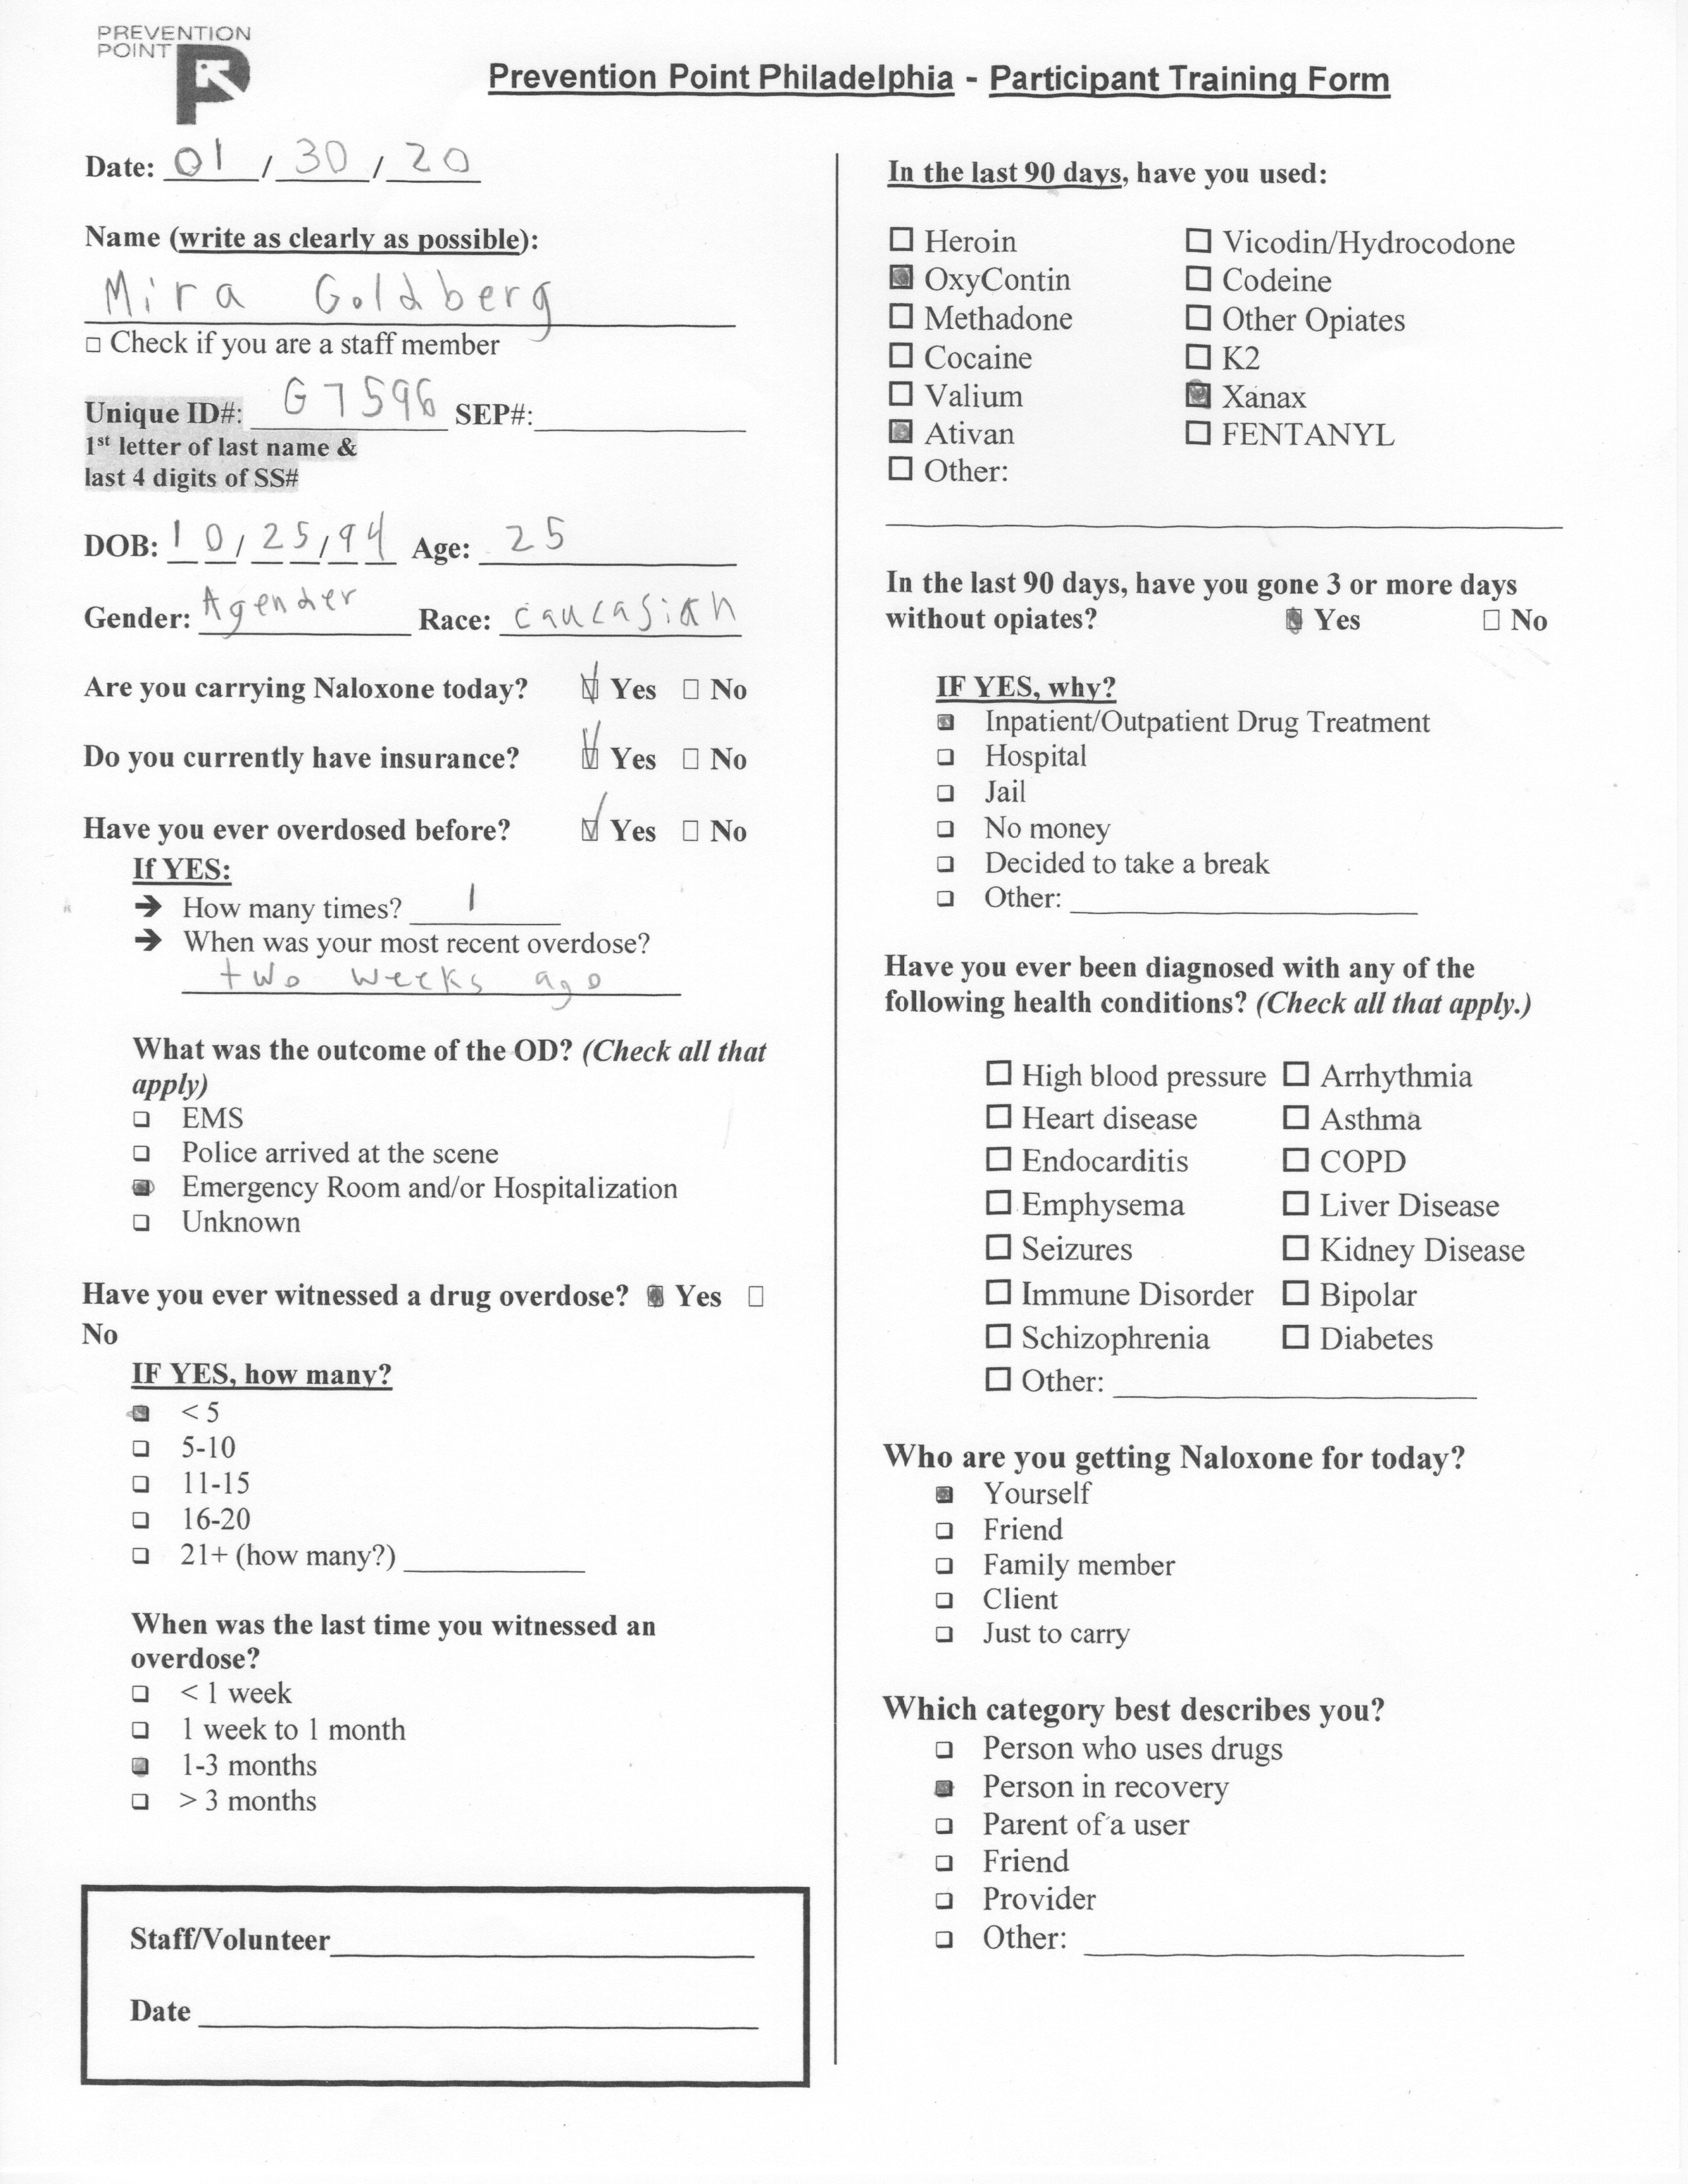 PREVENTION
POINT
Prevention Point Philadelphia - Participant Training Form
Date: 01 / 30 / 20
Name (write as clearly as possible):
Mira Goldberg
☐ Check if you are a staff member
Unique ID#: G7596 SEP#:
1st letter of last name &
last 4 digits of SS#
DOB: 10/25/94 Age: 25
Gender: Agender Race: caucasian
Are you carrying Naloxone today? ☑ Yes ☐ No
Do you currently have insurance? ☑ Yes ☐ No
Have you ever overdosed before? ☑ Yes ☐ No
If YES:
➔ How many times? 1
➔ When was your most recent overdose?
two weeks ago
What was the outcome of the OD? (Check all that
apply)
☐ EMS
☐ Police arrived at the scene
☑ Emergency Room and/or Hospitalization
☐ Unknown
Have you ever witnessed a drug overdose? ☑ Yes ☐
No
IF YES, how many?
☑ < 5
☐ 5-10
☐ 11-15
☐ 16-20
☐ 21+ (how many?)
When was the last time you witnessed an
overdose?
☐ < 1 week
☐ 1 week to 1 month
☑ 1-3 months
☐ > 3 months
Staff/Volunteer
Date
In the last 90 days, have you used:
☐ Heroin ☐ Vicodin/Hydrocodone
☑ OxyContin ☐ Codeine
☐ Methadone ☐ Other Opiates
☐ Cocaine ☐ K2
☐ Valium ☑ Xanax
☑ Ativan ☐ FENTANYL
☐ Other:
In the last 90 days, have you gone 3 or more days
without opiates? ☑ Yes ☐ No
IF YES, why?
☑ Inpatient/Outpatient Drug Treatment
☐ Hospital
☐ Jail
☐ No money
☐ Decided to take a break
☐ Other:
Have you ever been diagnosed with any of the
following health conditions? (Check all that apply.)
☐ High blood pressure ☐ Arrhythmia
☐ Heart disease ☐ Asthma
☐ Endocarditis ☐ COPD
☐ Emphysema ☐ Liver Disease
☐ Seizures ☐ Kidney Disease
☐ Immune Disorder ☐ Bipolar
☐ Schizophrenia ☐ Diabetes
☐ Other:
Who are you getting Naloxone for today?
☑ Yourself
☐ Friend
☐ Family member
☐ Client
☐ Just to carry
Which category best describes you?
☐ Person who uses drugs
☑ Person in recovery
☐ Parent of a user
☐ Friend
☐ Provider
☐ Other: